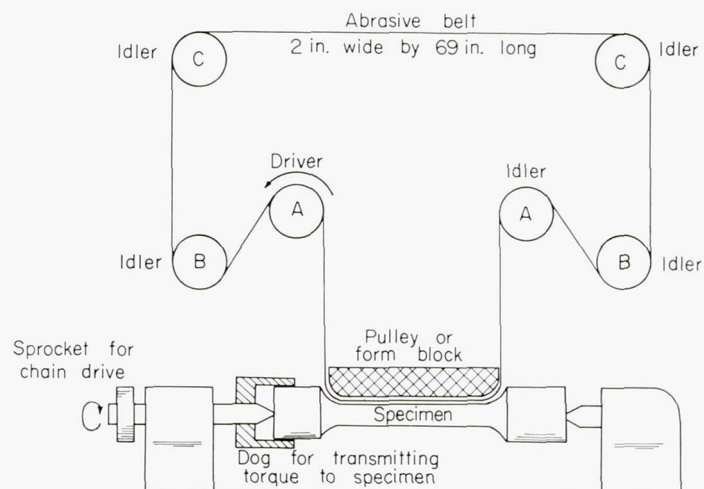 Abrasive belt
2 in. wide by 69 in. long
Idler
C
C
Idler
Driver
Idler
A
A
Idler
B
B
Idler
Pulley or
form block
Sprocket for
chain drive
Specimen
Dog for transmitting
torque to specimen